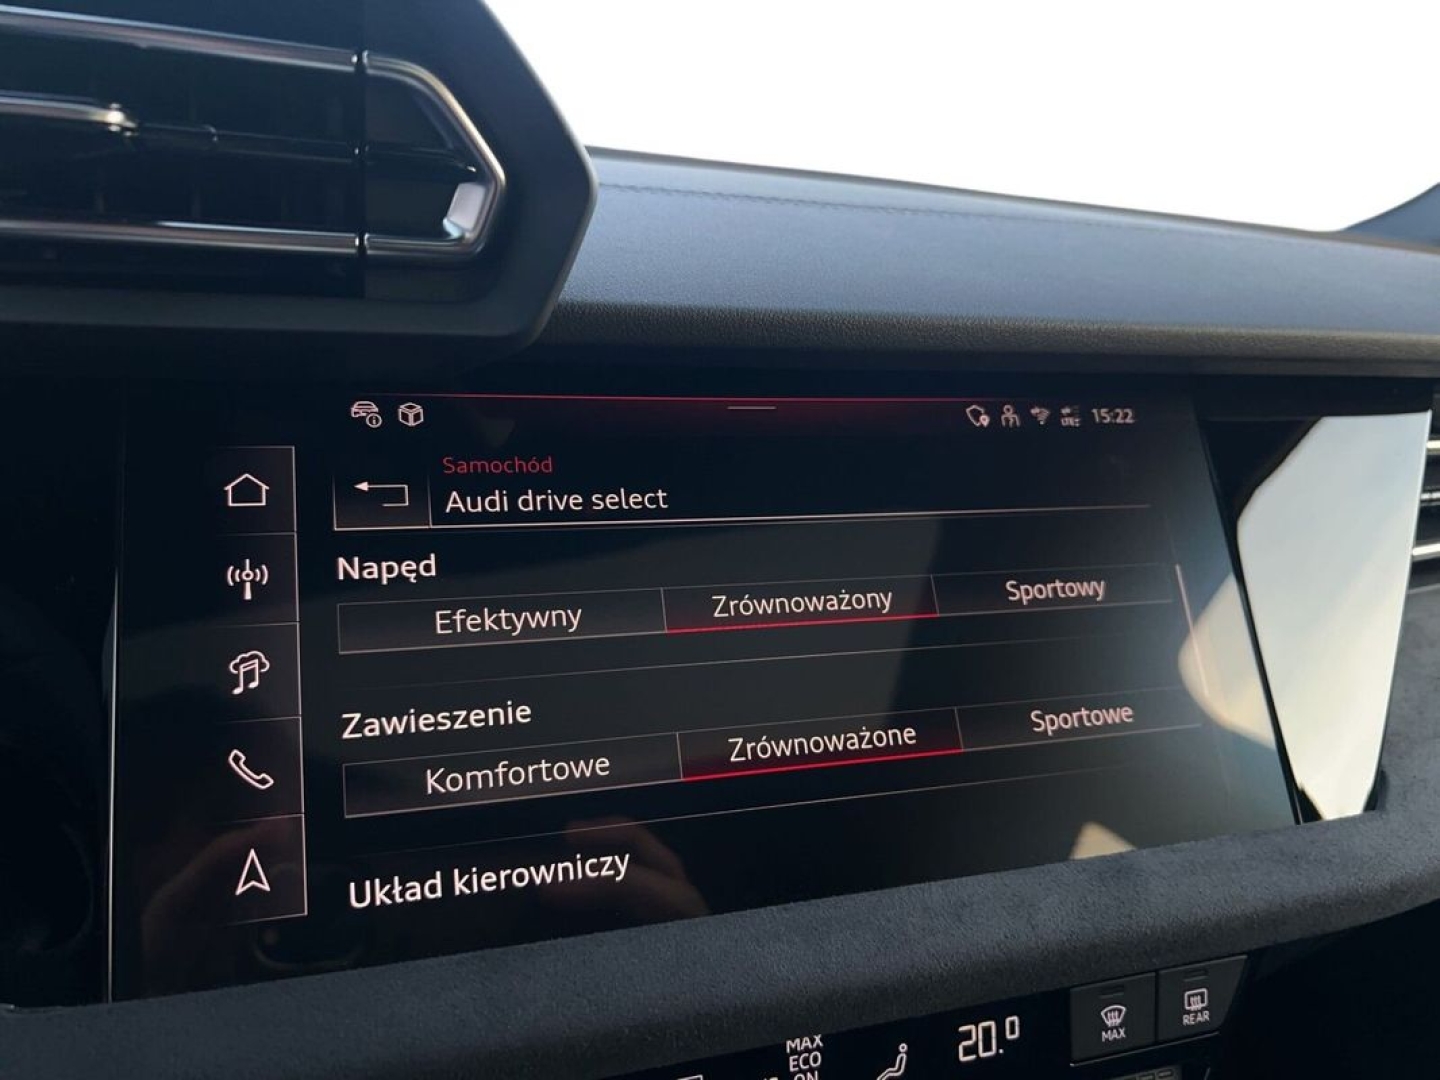 15:22
Samochód
Audi drive select
Napęd
Efektywny Zrównoważony Sportowy
Zawieszenie
Komfortowe Zrównoważone Sportowe
Układ kierowniczy
MAX
ECO
ON
20.0
MAX
REAR